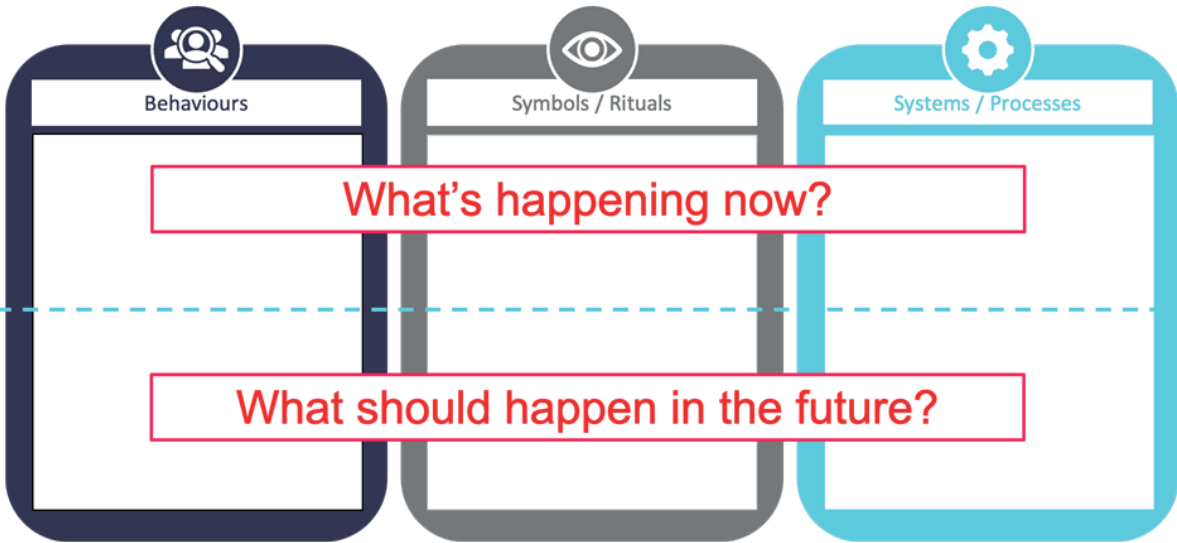 Behaviours
Symbols / Rituals
Systems / Processes
What’s happening now?
What should happen in the future?